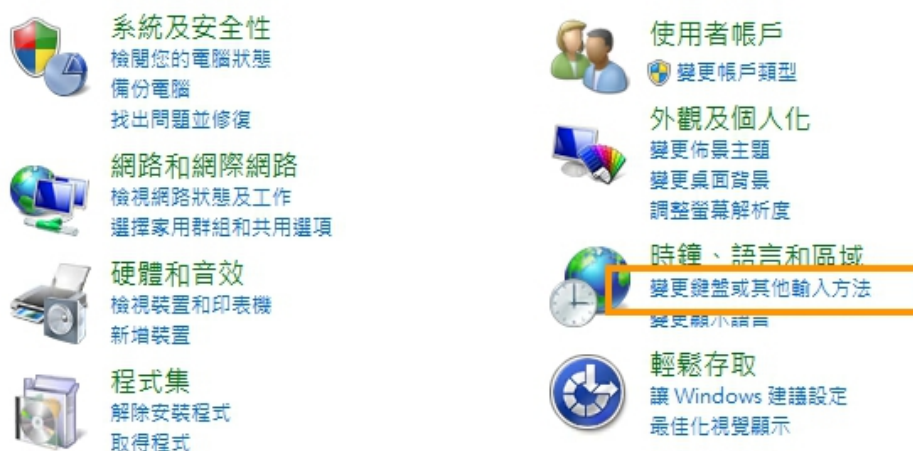 系統及安全性
檢閱您的電腦狀態
備份電腦
找出問題並修復
網路和網際網路
檢視網路狀態及工作
選擇家用群組和共用選項
硬體和音效
檢視裝置和印表機
新增裝置
程式集
解除安裝程式
取得程式
使用者帳戶
變更帳戶類型
外觀及個人化
變更佈景主題
變更桌面背景
調整螢幕解析度
時鐘、語言和區域
變更鍵盤或其他輸入方法
變更顯示語言
輕鬆存取
讓 Windows 建議設定
最佳化視覺顯示